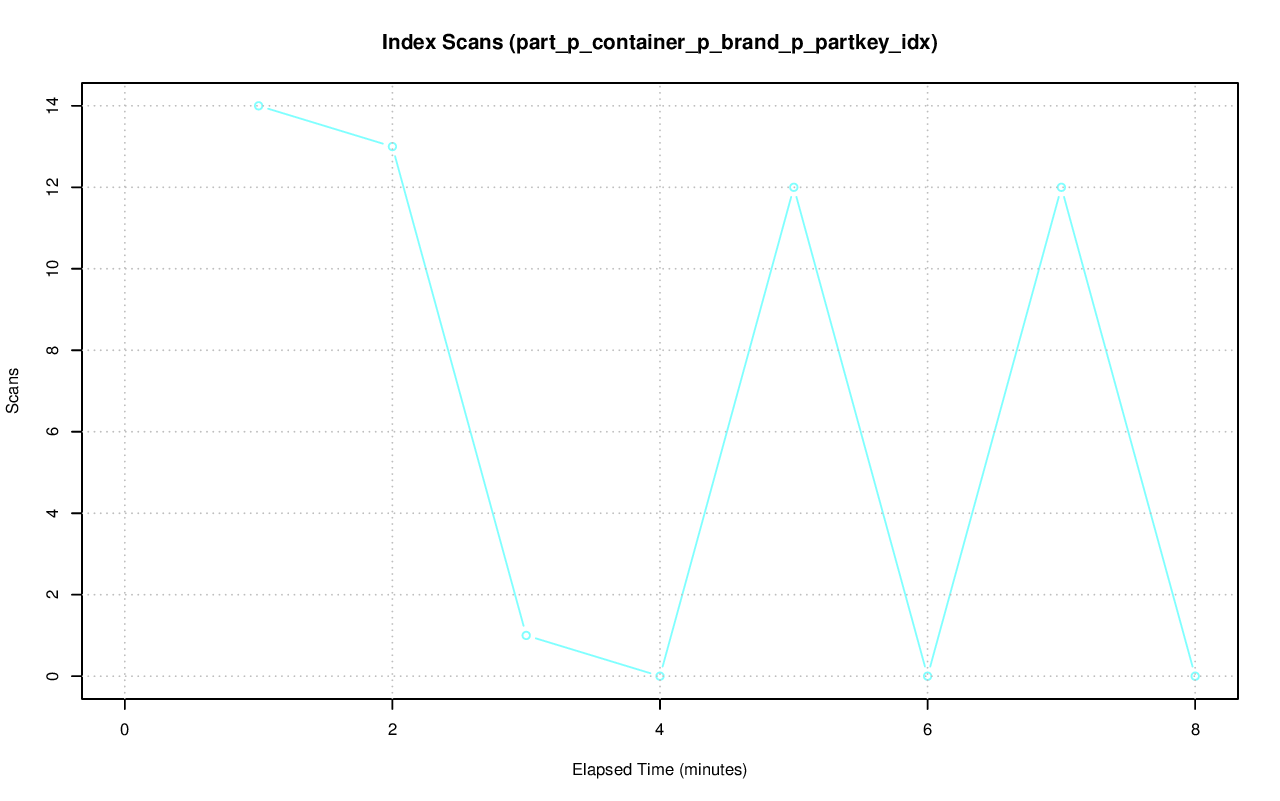 Index Scans (part_p_container_p_brand_p_partkey_idx)
14
12
10
8
6
4
2
0
Scans
0 2 4 6 8
Elapsed Time (minutes)